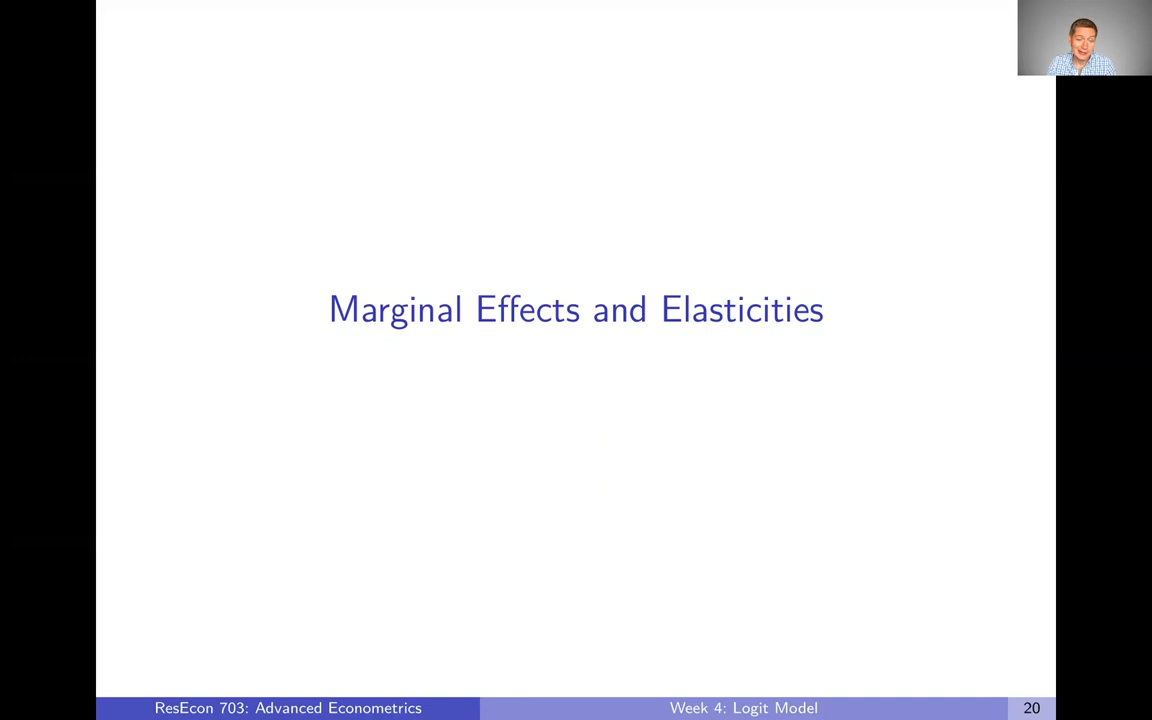 Marginal Effects and Elasticities
ResEcon 703: Advanced Econometrics
Week 4: Logit Model
20